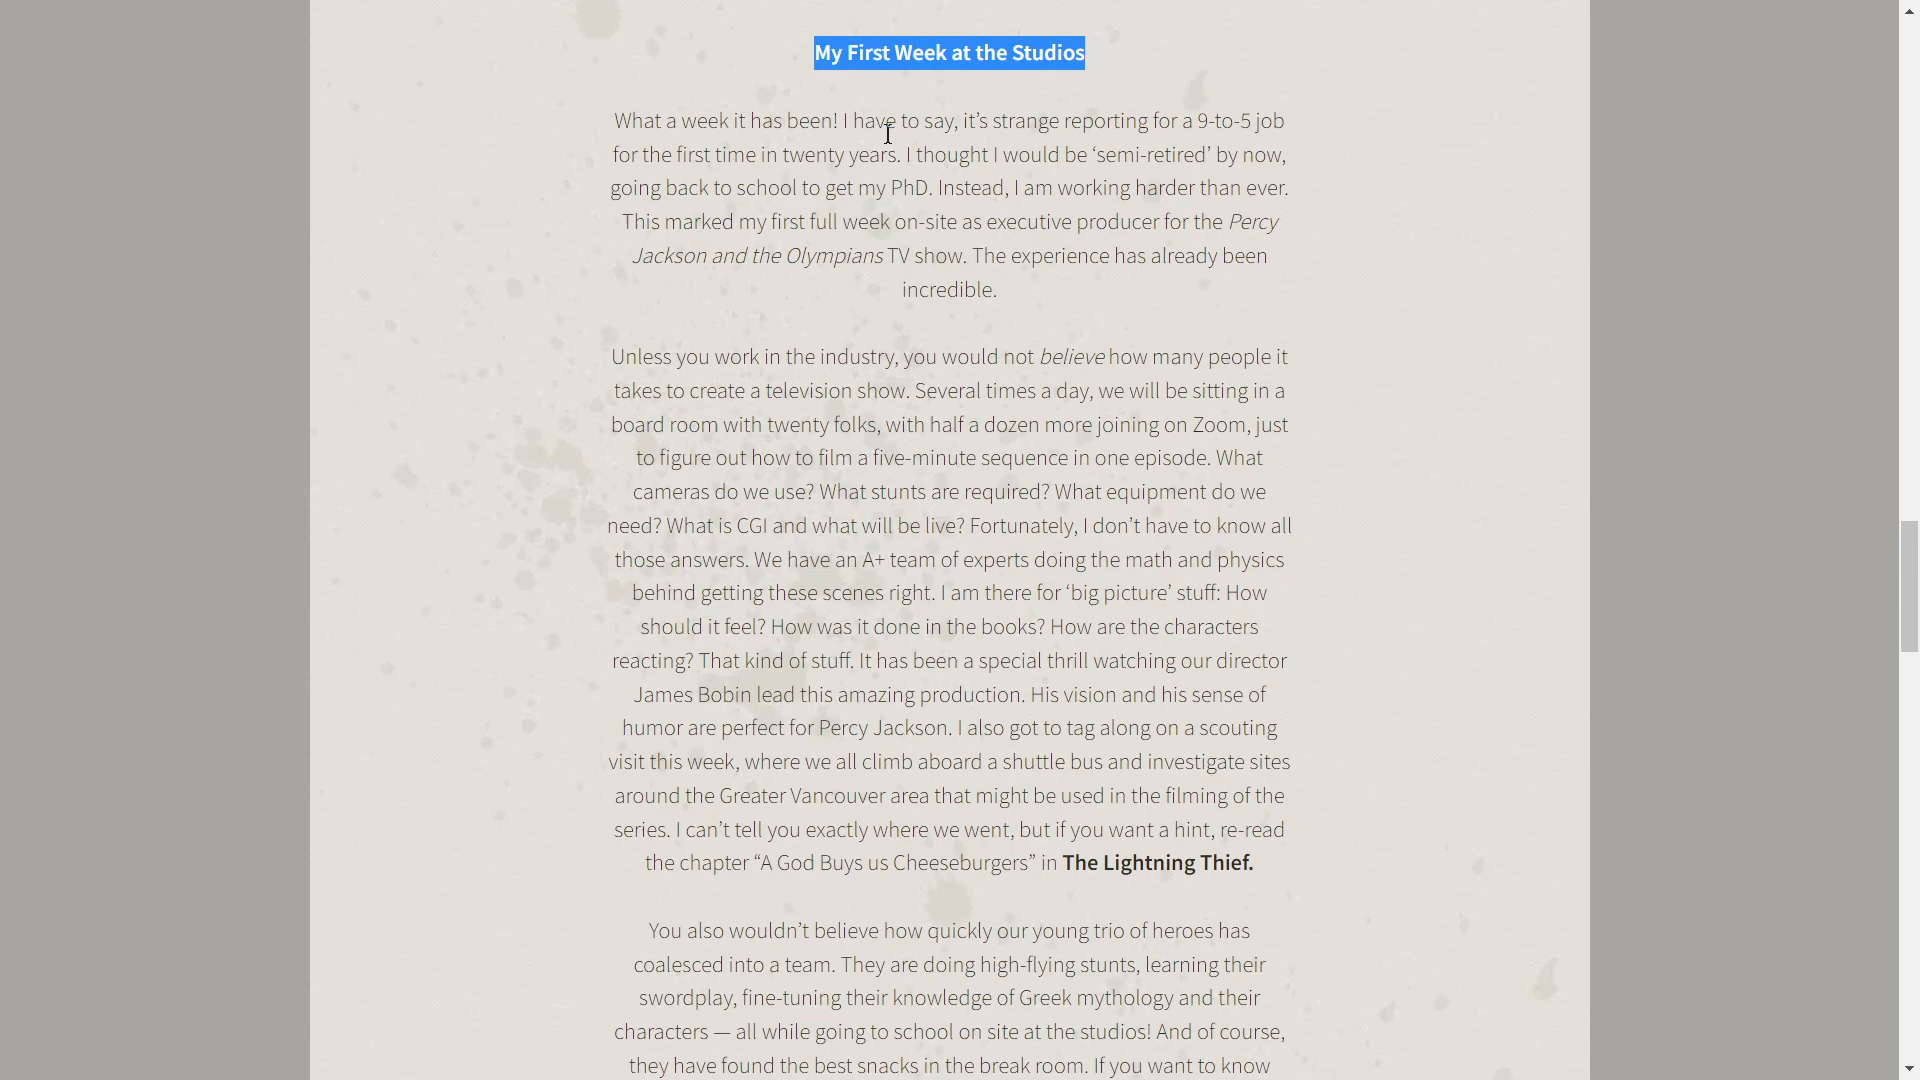 My First Week at the Studios
What a week it has been! I have to say, it’s strange reporting for a 9-to-5 job
for the first time in twenty years. I thought I would be ‘semi-retired’ by now,
going back to school to get my PhD. Instead, I am working harder than ever.
This marked my first full week on-site as executive producer for the Percy
Jackson and the Olympians TV show. The experience has already been
incredible.
Unless you work in the industry, you would not believe how many people it
takes to create a television show. Several times a day, we will be sitting in a
board room with twenty folks, with half a dozen more joining on Zoom, just
to figure out how to film a five-minute sequence in one episode. What
cameras do we use? What stunts are required? What equipment do we
need? What is CGI and what will be live? Fortunately, I don’t have to know all
those answers. We have an A+ team of experts doing the math and physics
behind getting these scenes right. I am there for ‘big picture’ stuff: How
should it feel? How was it done in the books? How are the characters
reacting? That kind of stuff. It has been a special thrill watching our director
James Bobin lead this amazing production. His vision and his sense of
humor are perfect for Percy Jackson. I also got to tag along on a scouting
visit this week, where we all climb aboard a shuttle bus and investigate sites
around the Greater Vancouver area that might be used in the filming of the
series. I can’t tell you exactly where we went, but if you want a hint, re-read
the chapter “A God Buys us Cheeseburgers” in The Lightning Thief.
You also wouldn’t believe how quickly our young trio of heroes has
coalesced into a team. They are doing high-flying stunts, learning their
swordplay, fine-tuning their knowledge of Greek mythology and their
characters — all while going to school on site at the studios! And of course,
they have found the best snacks in the break room. If you want to know